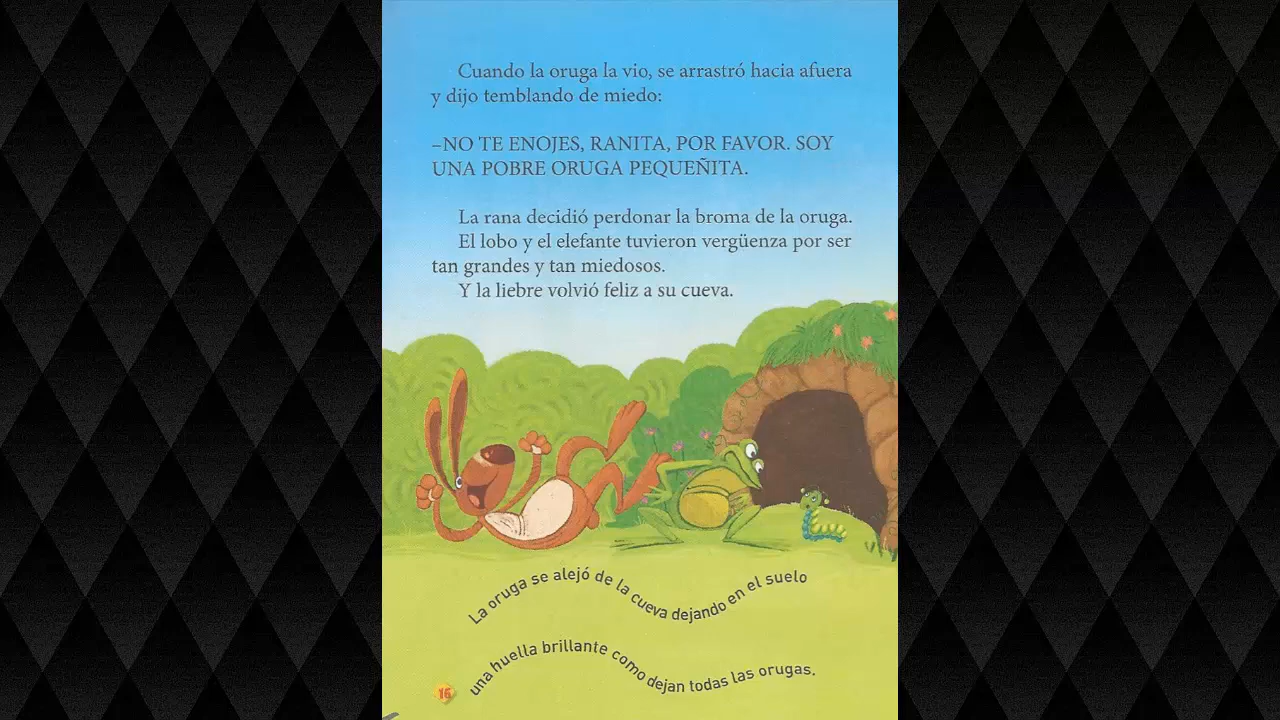 Cuando la oruga la vio, se arrastró hacia afuera
y dijo temblando de miedo:
–NO TE ENOJES, RANITA, POR FAVOR. SOY
UNA POBRE ORUGA PEQUEÑITA.
La rana decidió perdonar la broma de la oruga.
El lobo y el elefante tuvieron vergüenza por ser
tan grandes y tan miedosos.
Y la liebre volvió feliz a su cueva.
La oruga se alejó de la cueva dejando en el suelo
una huella brillante como dejan todas las orugas.
16